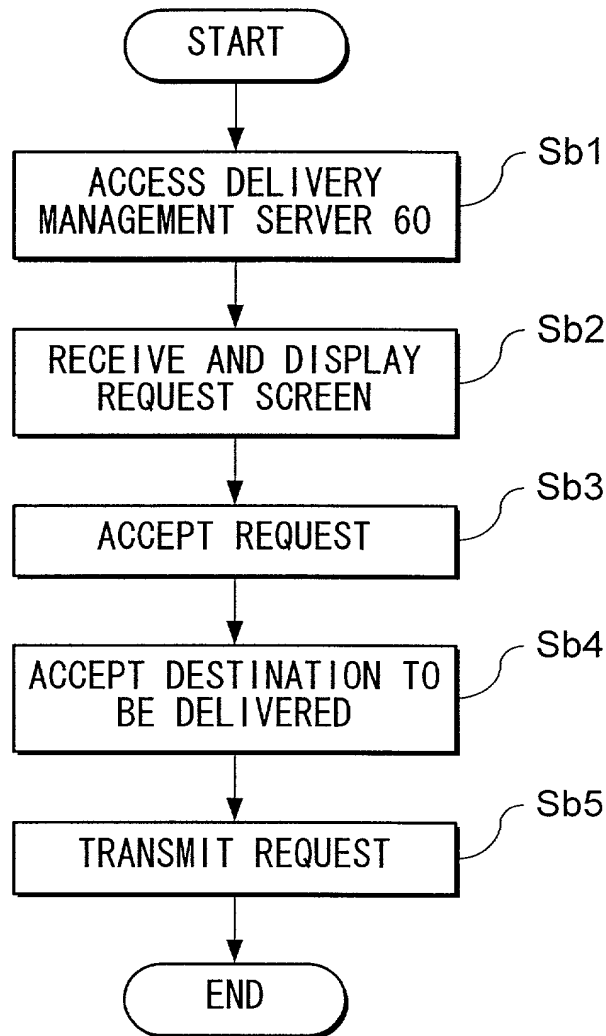 START
Sb1
ACCESS DELIVERY
MANAGEMENT SERVER 60
Sb2
RECEIVE AND DISPLAY
REQUEST SCREEN
Sb3
ACCEPT REQUEST
Sb4
ACCEPT DESTINATION TO
BE DELIVERED
Sb5
TRANSMIT REQUEST
END